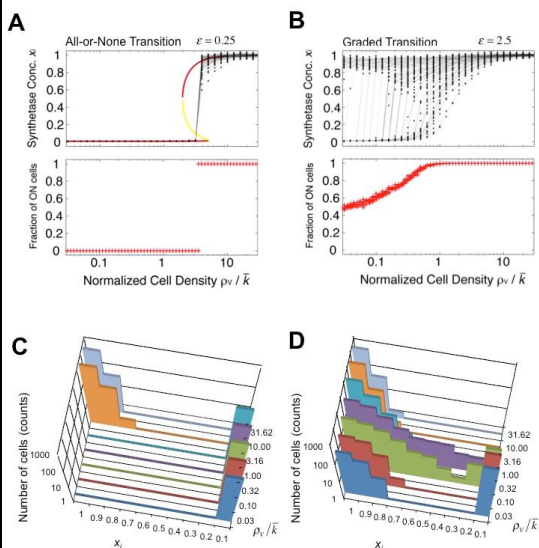 A
All-or-None Transition ε = 0.25
Synthetase Conc. xᵢ
1
0.8
0.6
0.4
0.2
0
Fraction of ON cells
1
0.8
0.6
0.4
0.2
0
0.1 1 10
Normalized Cell Density ρv / k̄
B
Graded Transition ε = 2.5
Synthetase Conc. xᵢ
1
0.8
0.6
0.4
0.2
0
Fraction of ON cells
1
0.8
0.6
0.4
0.2
0
0.1 1 10
Normalized Cell Density ρv / k̄
C
Number of cells (counts)
1000
100
10
1
1 0.9 0.8 0.7 0.6 0.5 0.4 0.3 0.2 0.1
xᵢ
31.62
10.00
3.16
1.00
0.32
0.10
0.03
ρv / k̄
D
Number of cells (counts)
1000
100
10
1
1 0.9 0.8 0.7 0.6 0.5 0.4 0.3 0.2 0.1
xᵢ
31.62
10.00
3.16
1.00
0.32
0.10
0.03
ρv / k̄